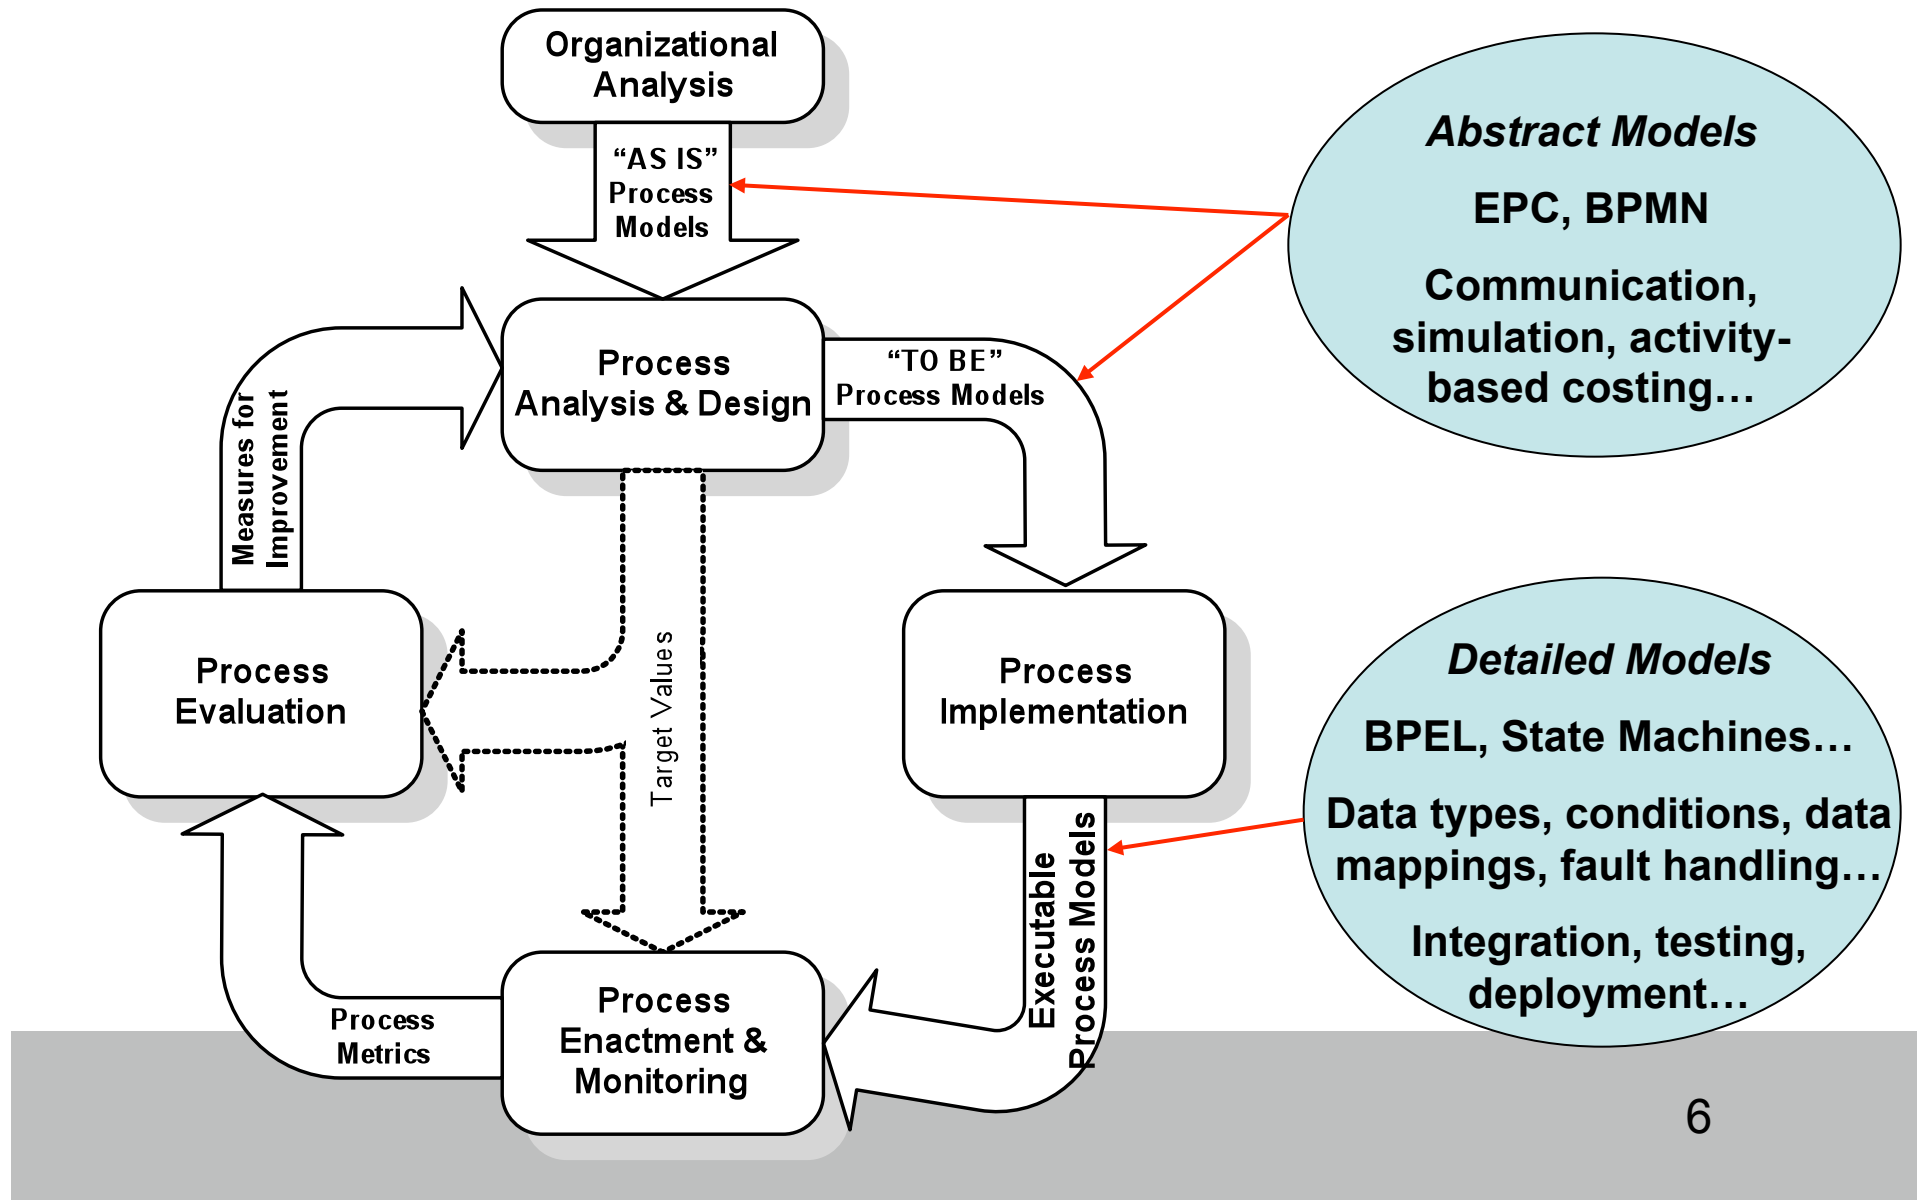 Organizational
Analysis
“AS IS”
Process
Models
Process
Analysis & Design
“TO BE”
Process Models
Measures for
Improvement
Target Values
Process
Evaluation
Process
Implementation
Executable
Process Models
Process
Metrics
Process
Enactment &
Monitoring
Abstract Models
EPC, BPMN
Communication,
simulation, activity-
based costing…
Detailed Models
BPEL, State Machines…
Data types, conditions, data
mappings, fault handling…
Integration, testing,
deployment…
6